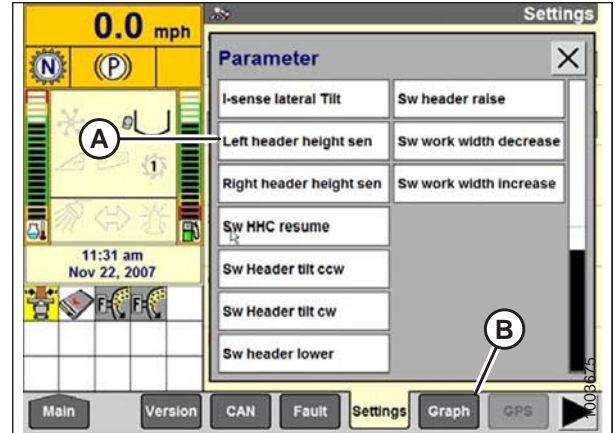 0.0 mph
Settings
N
(P)
Parameter
X
I-sense lateral Tilt
Sw header raise
A
Left header height sen
Sw work width decrease
1
Right header height sen
Sw work width increase
Sw HHC resume
11:31 am
Nov 22, 2007
Sw Header tilt ccw
F
F
Sw Header tilt cw
B
Sw header lower
Main
Version
CAN
Fault
Settings
Graph
GPS
1003675